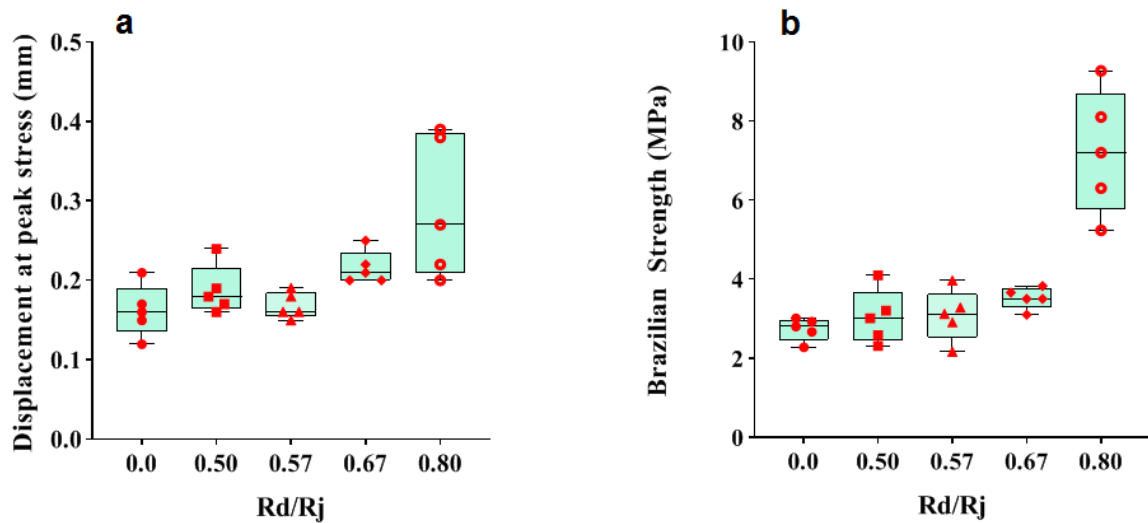 a
Displacement at peak stress (mm)
0.5
0.4
0.3
0.2
0.1
0.0
0.0 0.50 0.57 0.67 0.80
Rd/Rj
b
Brazilian Strength (MPa)
10
8
6
4
2
0
0.0 0.50 0.57 0.67 0.80
Rd/Rj